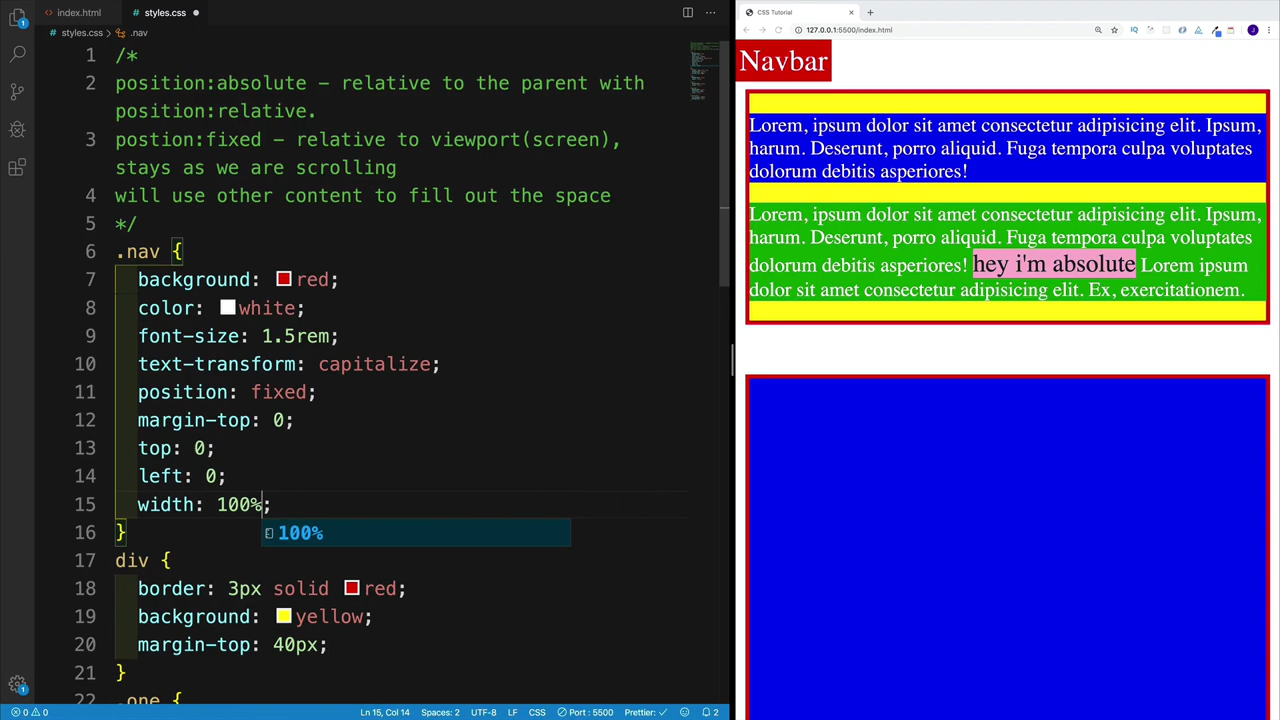 index.html
styles.css
styles.css > .nav
1 /*
2 position:absolute - relative to the parent with
position:relative.
3 postion:fixed - relative to viewport(screen),
stays as we are scrolling
4 will use other content to fill out the space
5 */
6 .nav {
7 background: red;
8 color: white;
9 font-size: 1.5rem;
10 text-transform: capitalize;
11 position: fixed;
12 margin-top: 0;
13 top: 0;
14 left: 0;
15 width: 100%;
100%
16 }
17 div {
18 border: 3px solid red;
19 background: yellow;
20 margin-top: 40px;
21 }
22 .one {
1
1
0 0
Ln 15, Col 14
Spaces: 2
UTF-8
LF
CSS
Port : 5500
Prettier: ✓
2
CSS Tutorial
127.0.0.1:5500/index.html
IQ
J
Navbar
Lorem, ipsum dolor sit amet consectetur adipisicing elit. Ipsum,
harum. Deserunt, porro aliquid. Fuga tempora culpa voluptates
dolorum debitis asperiores!
Lorem, ipsum dolor sit amet consectetur adipisicing elit. Ipsum,
harum. Deserunt, porro aliquid. Fuga tempora culpa voluptates
dolorum debitis asperiores! hey i'm absolute Lorem ipsum
dolor sit amet consectetur adipisicing elit. Ex, exercitationem.